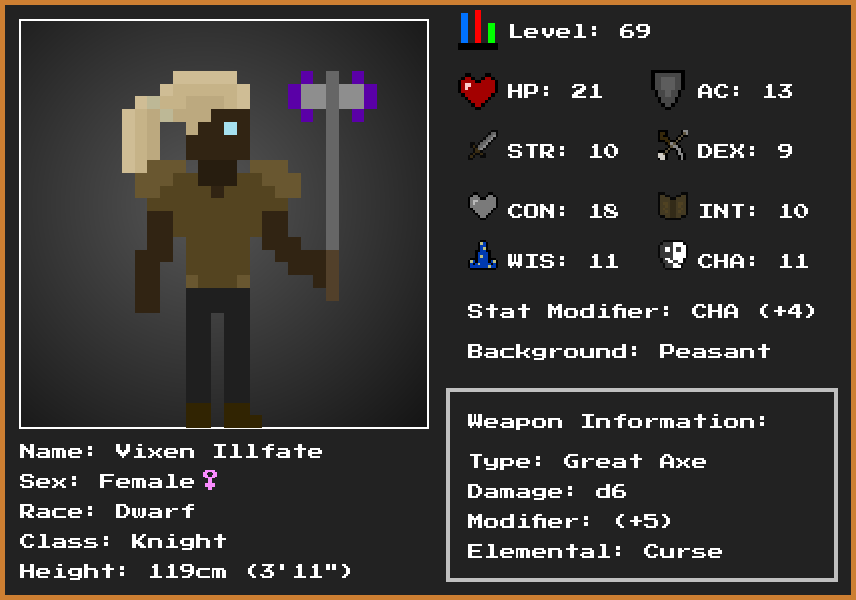 Level: 69
HP: 21 AC: 13
STR: 10 DEX: 9
CON: 18 INT: 10
WIS: 11 CHA: 11
Stat Modifier: CHA (+4)
Background: Peasant
Weapon Information:
Type: Great Axe
Damage: d6
Modifier: (+5)
Elemental: Curse
Name: Vixen Illfate
Sex: Female♀
Race: Dwarf
Class: Knight
Height: 119cm (3'11")